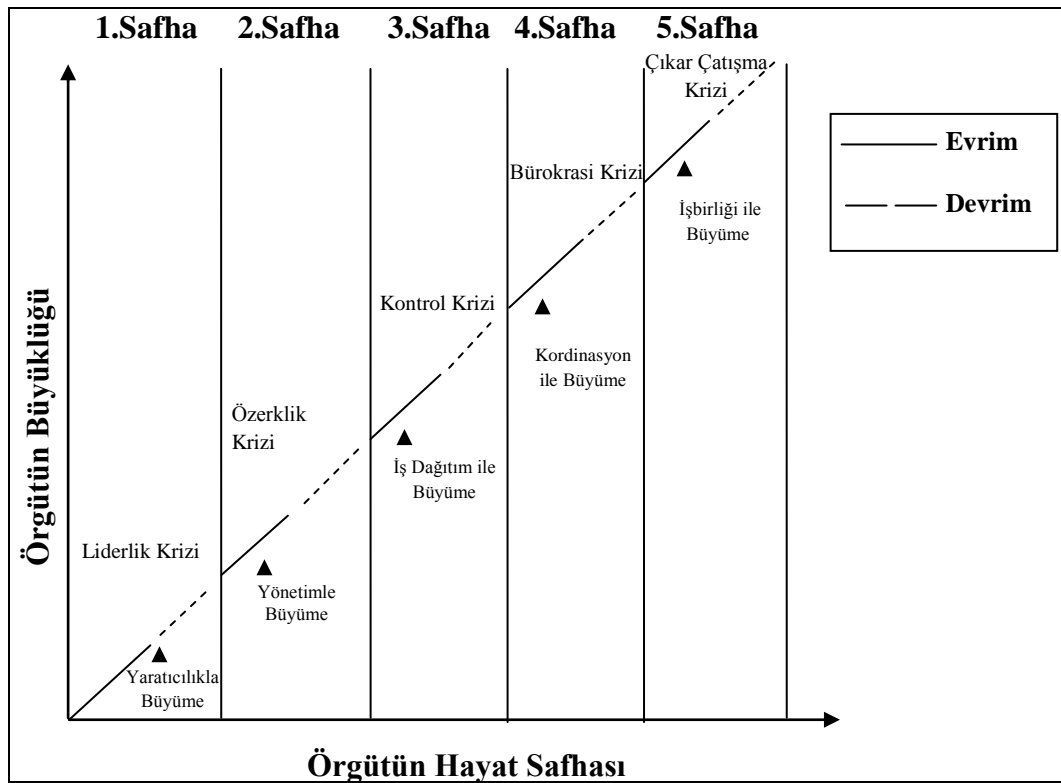 1.Safha
2.Safha
3.Safha
4.Safha
5.Safha
Çıkar Çatışma
Krizi
Evrim
Devrim
Bürokrasi Krizi
İşbirliği ile
Büyüme
Kontrol Krizi
Kordinasyon
ile Büyüme
Özerklik
Krizi
İş Dağıtım ile
Büyüme
Liderlik Krizi
Yönetimle
Büyüme
Yaratıcılıkla
Büyüme
Örgütün Büyüklüğü
Örgütün Hayat Safhası